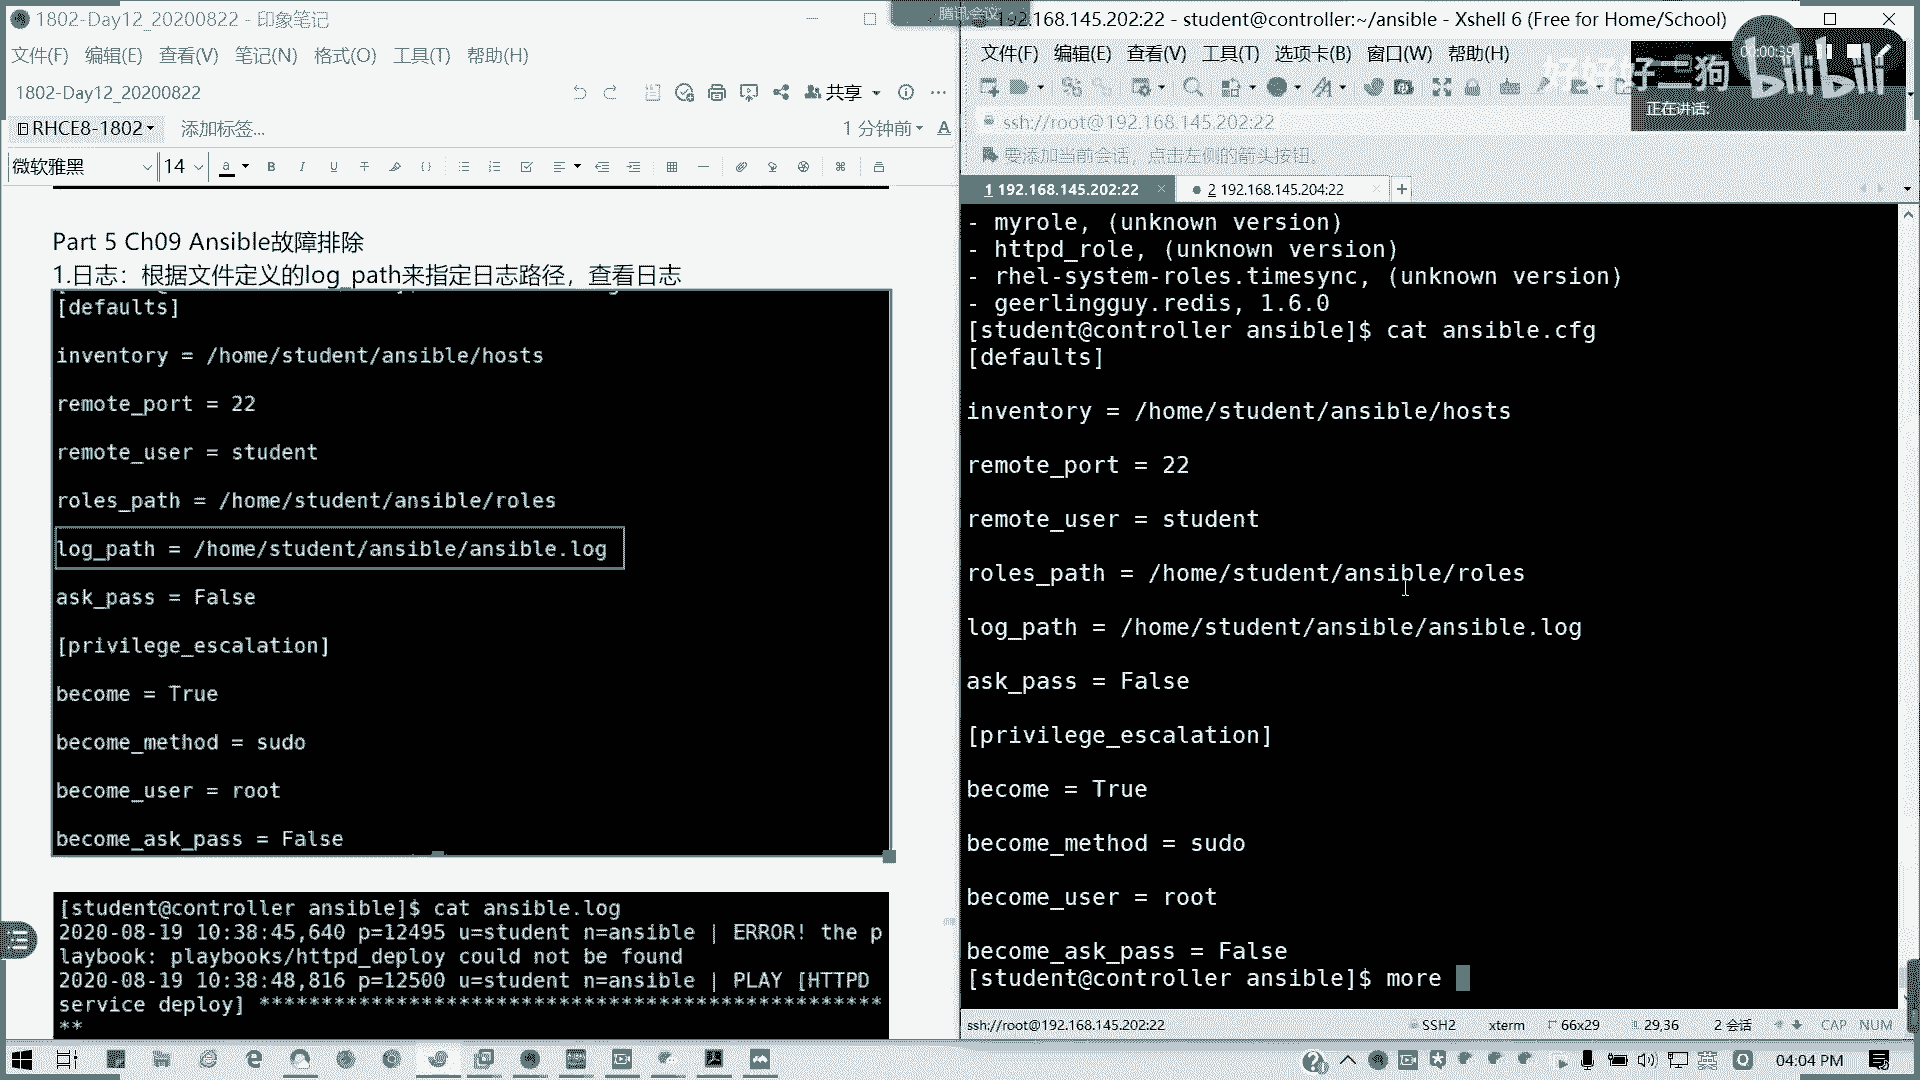 1802-Day12_20200822 - 印象笔记
文件(F) 编辑(E) 查看(V) 笔记(N) 格式(O) 工具(T) 帮助(H)
1802-Day12_20200822
共享
RHCE8-1802
添加标签...
1 分钟前
微软雅黑
14
Part 5 Ch09 Ansible故障排除
1.日志：根据文件定义的log_path来指定日志路径，查看日志
[defaults]
inventory = /home/student/ansible/hosts
remote_port = 22
remote_user = student
roles_path = /home/student/ansible/roles
log_path = /home/student/ansible/ansible.log
ask_pass = False
[privilege_escalation]
become = True
become_method = sudo
become_user = root
become_ask_pass = False
[student@controller ansible]$ cat ansible.log
2020-08-19 10:38:45,640 p=12495 u=student n=ansible | ERROR! the p
laybook: playbooks/httpd_deploy could not be found
2020-08-19 10:38:48,816 p=12500 u=student n=ansible | PLAY [HTTPD
service deploy] **************************************************
**
腾讯会议
192.168.145.202:22 - student@controller:~/ansible - Xshell 6 (Free for Home/School)
文件(F) 编辑(E) 查看(V) 工具(T) 选项卡(B) 窗口(W) 帮助(H)
00:00:39
好好好二狗
bilibili
正在讲话:
ssh://root@192.168.145.202:22
要添加当前会话，点击左侧的箭头按钮。
1 192.168.145.202:22
2 192.168.145.204:22
- myrole, (unknown version)
- httpd_role, (unknown version)
- rhel-system-roles.timesync, (unknown version)
- geerlingguy.redis, 1.6.0
[student@controller ansible]$ cat ansible.cfg
[defaults]
inventory = /home/student/ansible/hosts
remote_port = 22
remote_user = student
roles_path = /home/student/ansible/roles
log_path = /home/student/ansible/ansible.log
ask_pass = False
[privilege_escalation]
become = True
become_method = sudo
become_user = root
become_ask_pass = False
[student@controller ansible]$ more
ssh://root@192.168.145.202:22
SSH2
xterm
66x29
29,36
2 会话
CAP NUM
04:04 PM